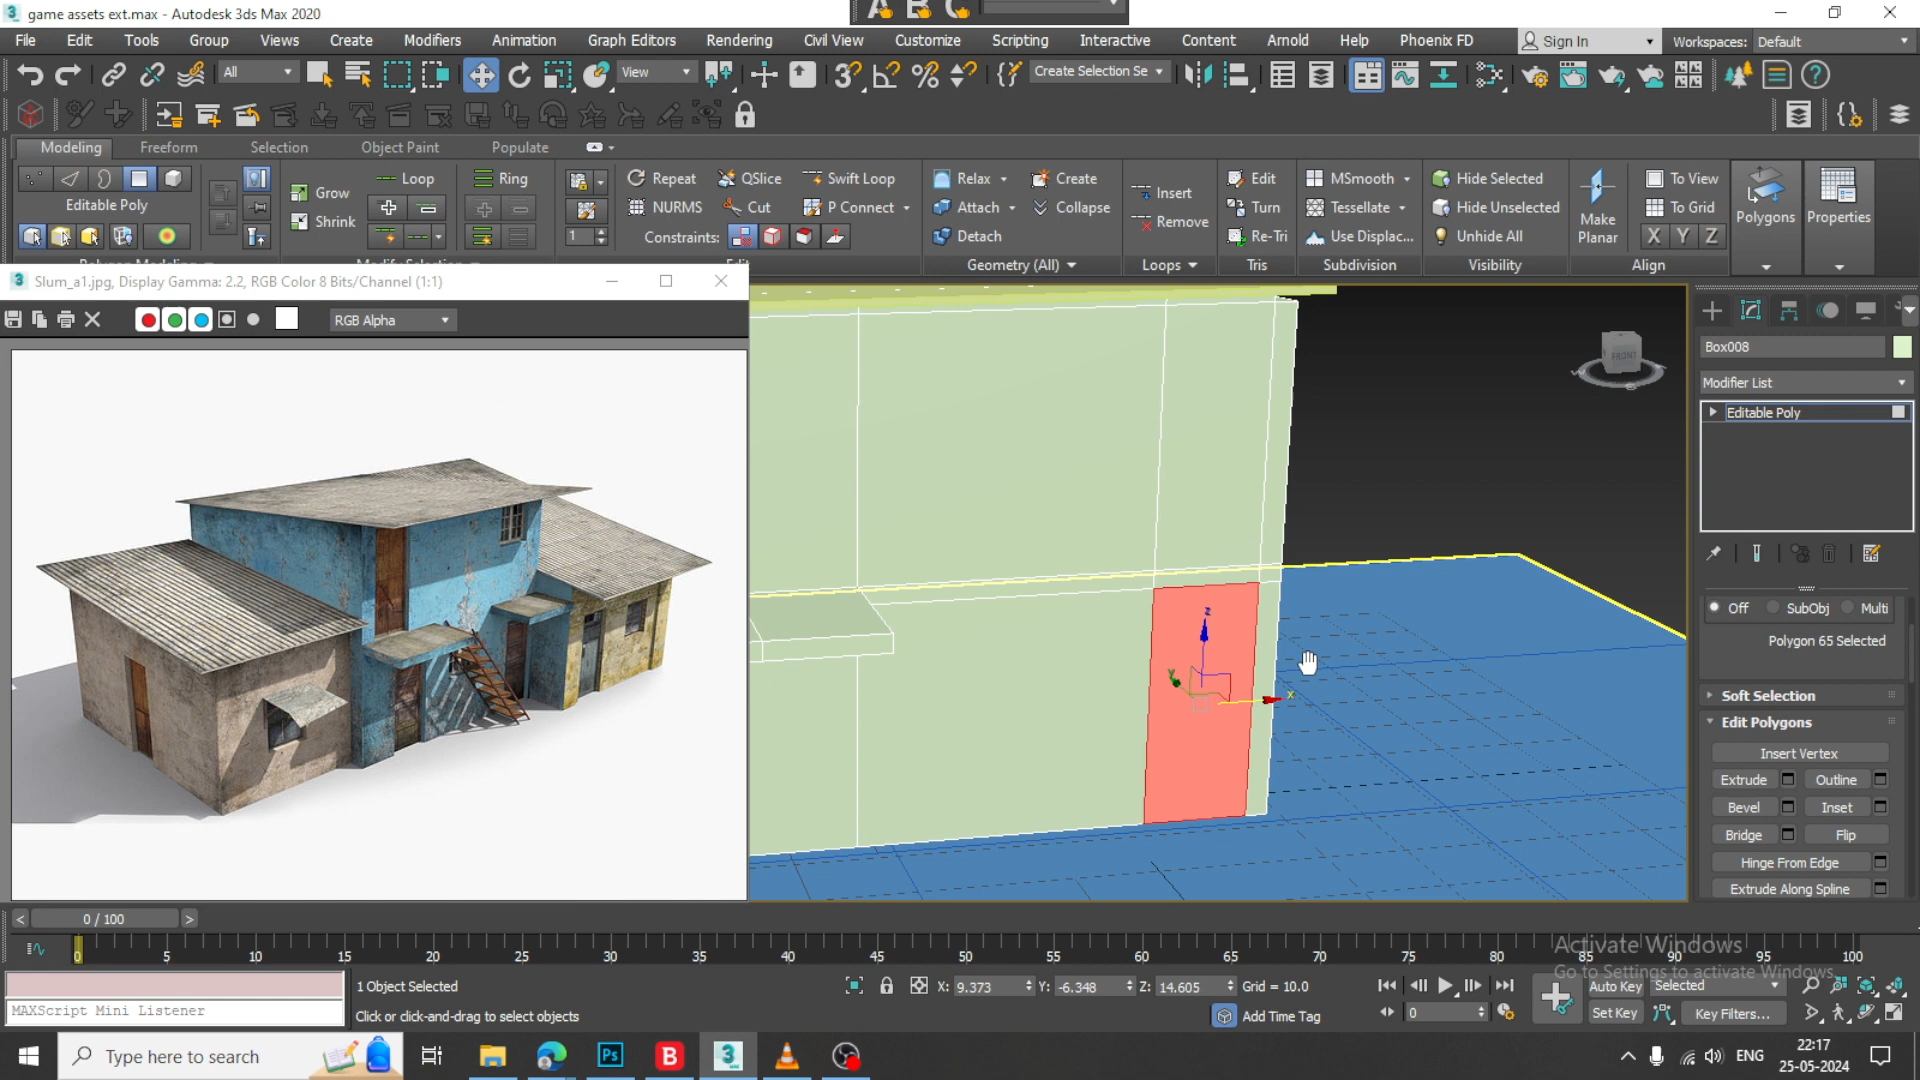 game assets ext.max - Autodesk 3ds Max 2020
File Edit Tools Group Views Create Modifiers Animation Graph Editors Rendering Civil View Customize Scripting Interactive Content Arnold Help Phoenix FD Sign In Workspaces: Default
All View Create Selection Se
Modeling Freeform Selection Object Paint Populate
Grow Loop Ring Repeat QSlice Swift Loop Relax Create Edit MSmooth Hide Selected To View
Editable Poly Shrink NURMS Cut P Connect Attach Collapse Insert Turn Tessellate Hide Unselected Make Planar To Grid Polygons Properties
1 Constraints: Detach Remove Re-Tri Use Displac... Unhide All X Y Z
Geometry (All) Loops Tris Subdivision Visibility Align
Slum_a1.jpg, Display Gamma: 2.2, RGB Color 8 Bits/Channel (1:1)
RGB Alpha
FRONT
z
y
x
Box008
Modifier List
Editable Poly
Off SubObj Multi
Polygon 65 Selected
Soft Selection
Edit Polygons
Insert Vertex
Extrude Outline
Bevel Inset
Bridge Flip
Hinge From Edge
Extrude Along Spline
< 0 / 100 >
0 5 10 15 20 25 30 35 40 45 50 55 60 65 70 75 80 85 90 95 100
Activate Windows
Go to Settings to activate Windows.
1 Object Selected X: 9.373 Y: -6.348 Z: 14.605 Grid = 10.0 Auto Key Selected
MAXScript Mini Listener Click or click-and-drag to select objects Add Time Tag 0 Set Key Key Filters...
Type here to search Ps B 3 ENG 22:17
25-05-2024